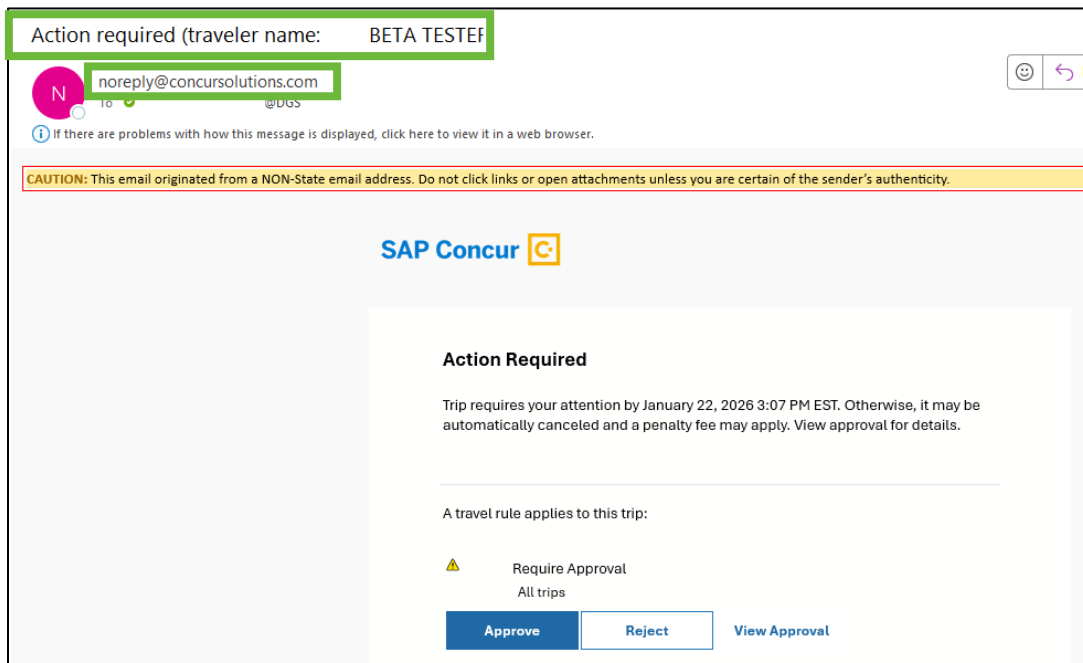 Action required (traveler name: BETA TESTER
N
noreply@concursolutions.com
To @DGS
If there are problems with how this message is displayed, click here to view it in a web browser.
CAUTION: This email originated from a NON-State email address. Do not click links or open attachments unless you are certain of the sender's authenticity.
SAP Concur C
Action Required
Trip requires your attention by January 22, 2026 3:07 PM EST. Otherwise, it may be
automatically canceled and a penalty fee may apply. View approval for details.
A travel rule applies to this trip:
Require Approval
All trips
Approve Reject View Approval